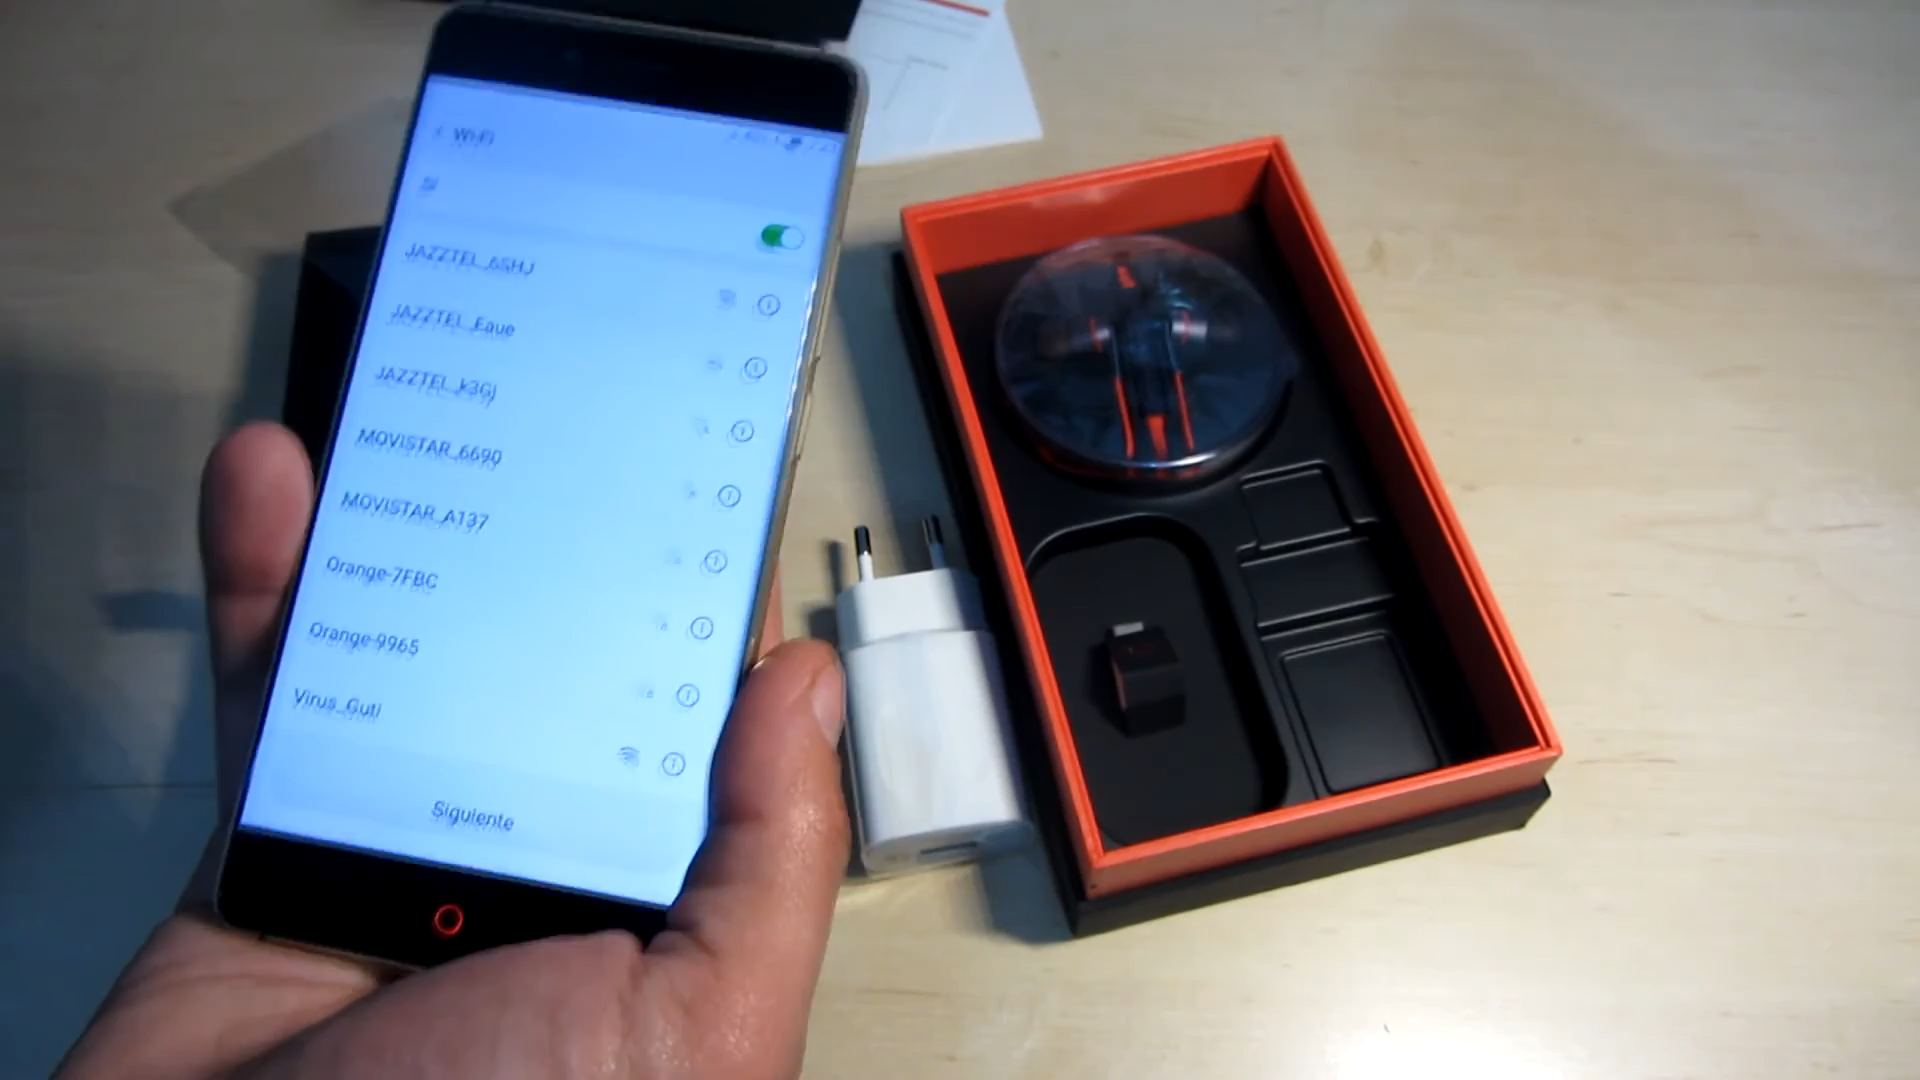 Wi-Fi
JAZZTEL_6SHJ
JAZZTEL_Eaue
JAZZTEL_k3Gj
MOVISTAR_6690
MOVISTAR_A137
Orange-7FBC
Orange-9965
Virus_Guti
Siguiente